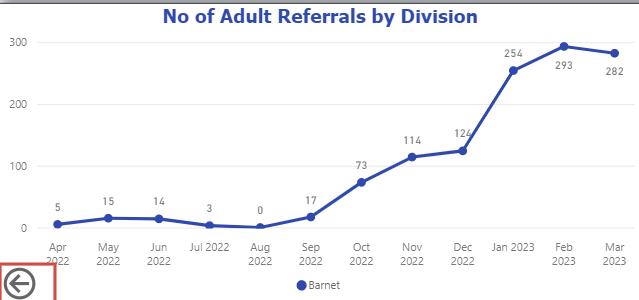 No of Adult Referrals by Division
300
200
100
0
5
15
14
3
0
17
73
114
124
254
293
282
Apr 2022
May 2022
Jun 2022
Jul 2022
Aug 2022
Sep 2022
Oct 2022
Nov 2022
Dec 2022
Jan 2023
Feb 2023
Mar 2023
Barnet